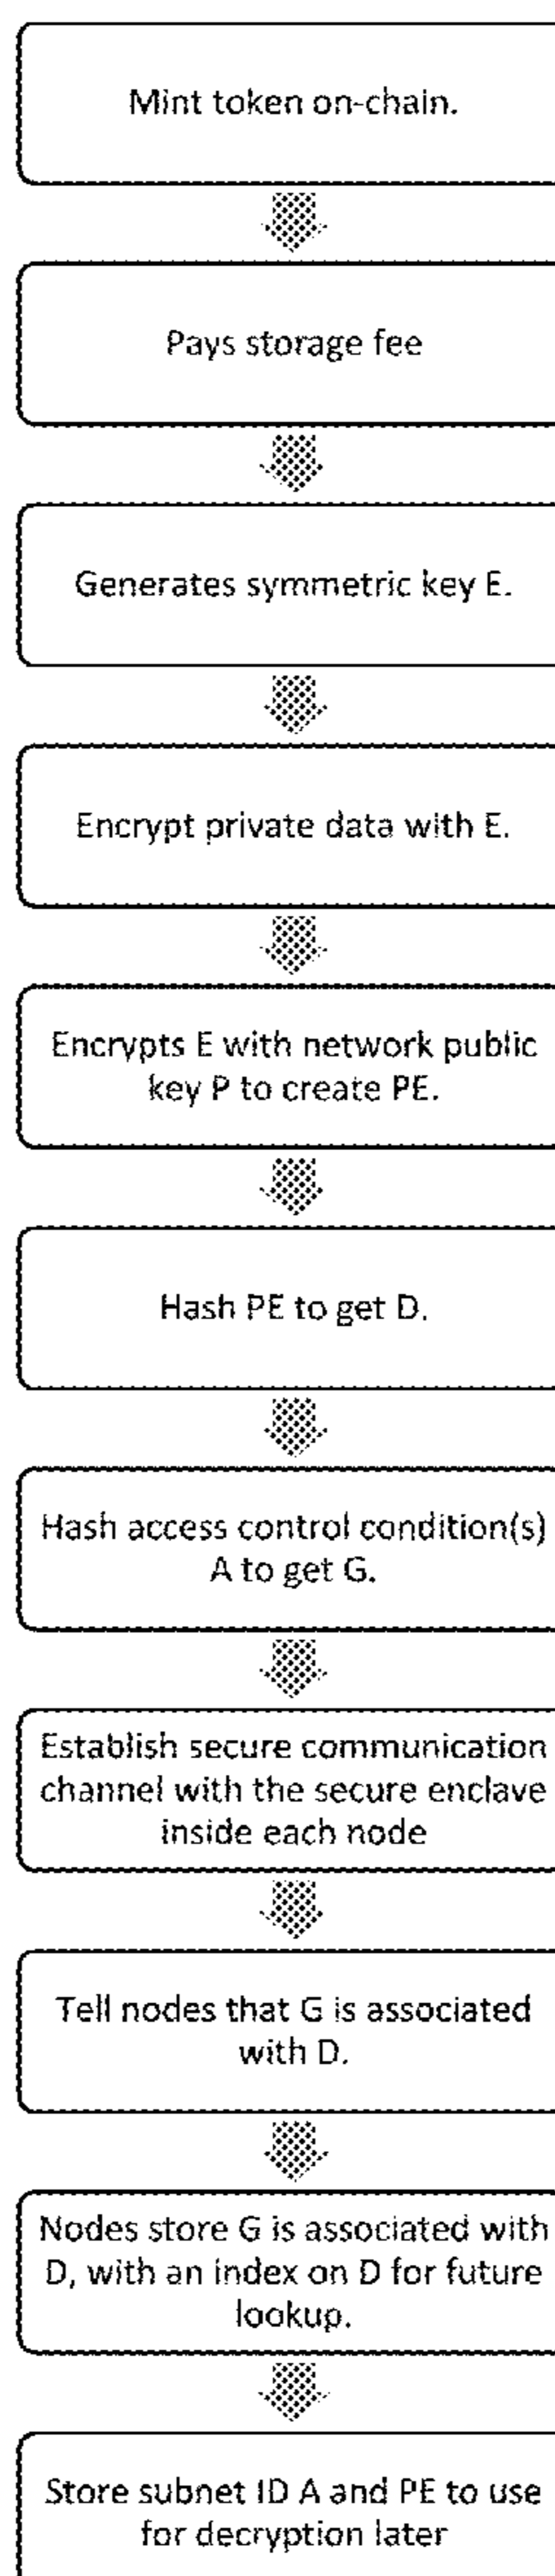 Mint token on-chain.
Pays storage fee
Generates symmetric key E.
Encrypt private data with E.
Encrypts E with network public
key P to create PE.
Hash PE to get D.
Hash access control condition(s)
A to get G.
Establish secure communication
channel with the secure enclave
inside each node
Tell nodes that G is associated
with D.
Nodes store G is associated with
D, with an index on D for future
lookup.
Store subnet ID A and PE to use
for decryption later